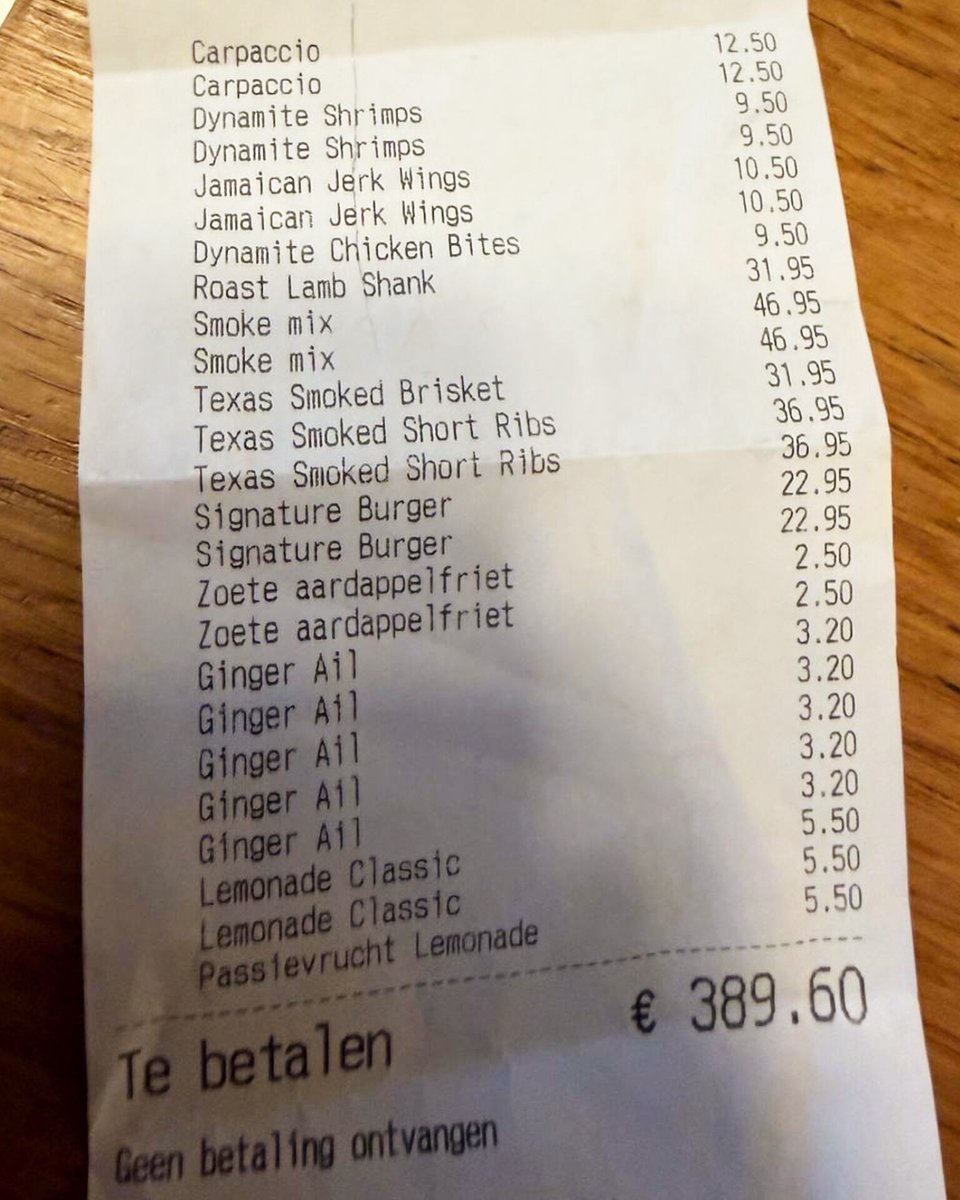 Carpaccio 12.50
Carpaccio 12.50
Dynamite Shrimps 9.50
Dynamite Shrimps 9.50
Jamaican Jerk Wings 10.50
Jamaican Jerk Wings 10.50
Dynamite Chicken Bites 9.50
Roast Lamb Shank 31.95
Smoke mix 46.95
Smoke mix 46.95
Texas Smoked Brisket 31.95
Texas Smoked Short Ribs 36.95
Texas Smoked Short Ribs 36.95
Signature Burger 22.95
Signature Burger 22.95
Zoete aardappelfriet 2.50
Zoete aardappelfriet 2.50
Ginger Ail 3.20
Ginger Ail 3.20
Ginger Ail 3.20
Ginger Ail 3.20
Ginger Ail 3.20
Lemonade Classic 5.50
Lemonade Classic 5.50
Passievrucht Lemonade 5.50
Te betalen € 389.60
Geen betaling ontvangen